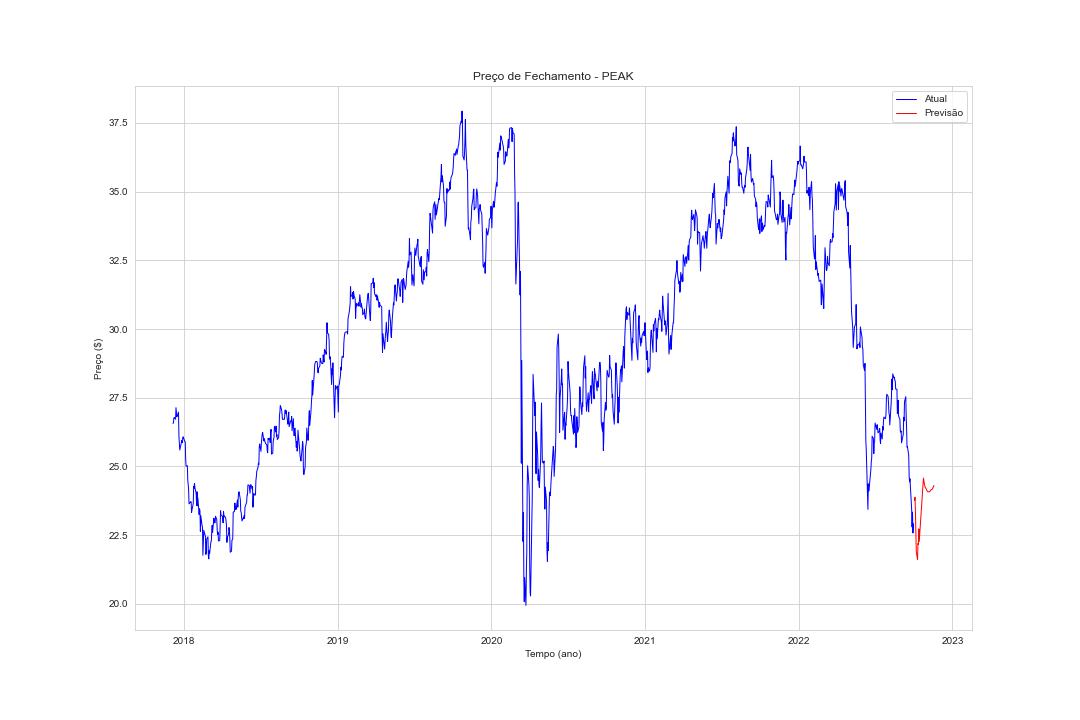 Preço de Fechamento - PEAK
Atual
Previsão
37.5
35.0
32.5
30.0
27.5
25.0
22.5
20.0
Preço ($)
2018
2019
2020
2021
2022
2023
Tempo (ano)